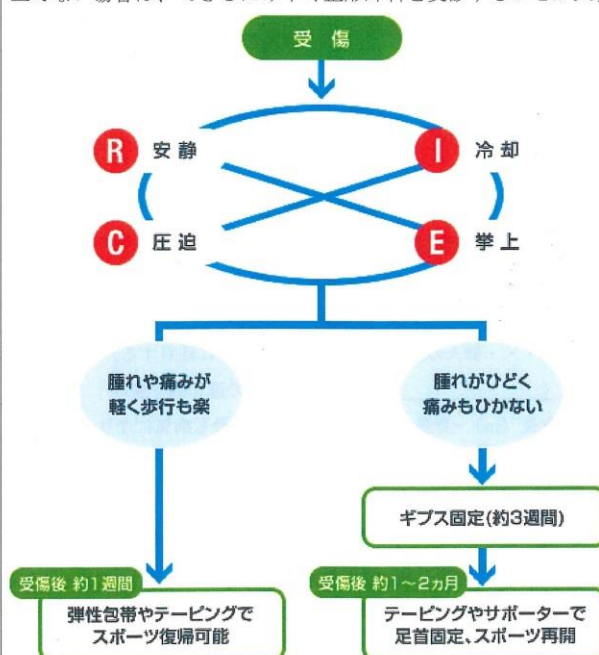 受傷
R 安静
I 冷却
C 圧迫
E 挙上
腫れや痛みが
軽く歩行も楽
腫れがひどく
痛みもひかない
ギプス固定(約3週間)
受傷後 約1週間
弾性包帯やテーピングで
スポーツ復帰可能
受傷後 約1〜2ヵ月
テーピングやサポーターで
足首固定、スポーツ再開